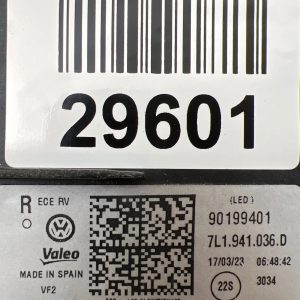 29601
R ECE RV
(LED)
90199401
7L1.941.036.D
Valeo
MADE IN SPAIN
17/03/23 06:48:42
VF2
22S
3034